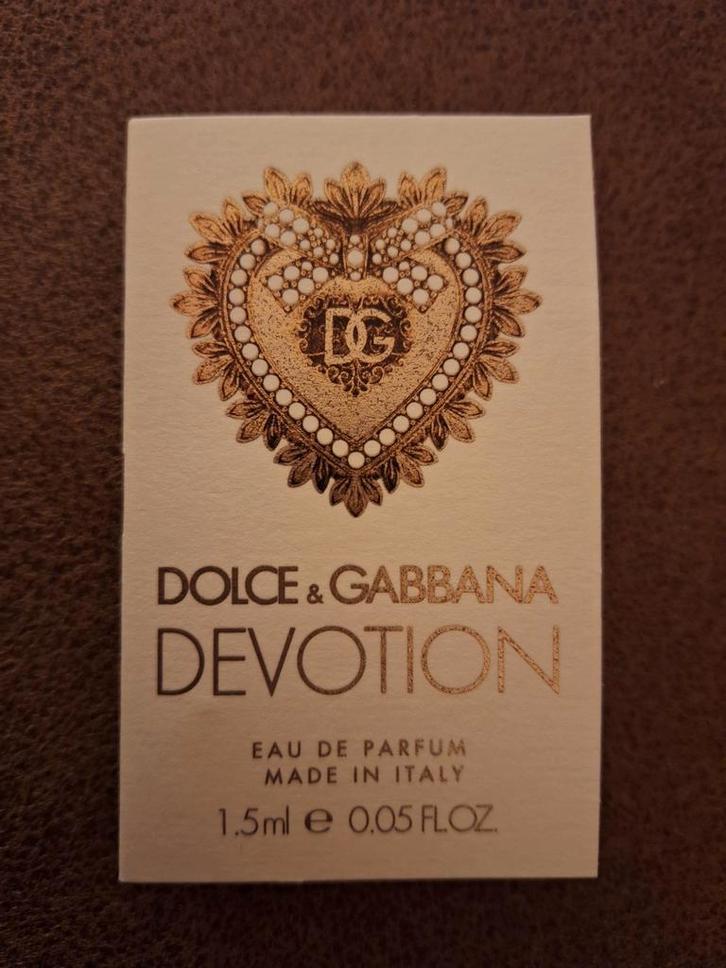 DG
DOLCE & GABBANA
DEVOTION
EAU DE PARFUM
MADE IN ITALY
1.5ml e 0.05 FL.OZ.